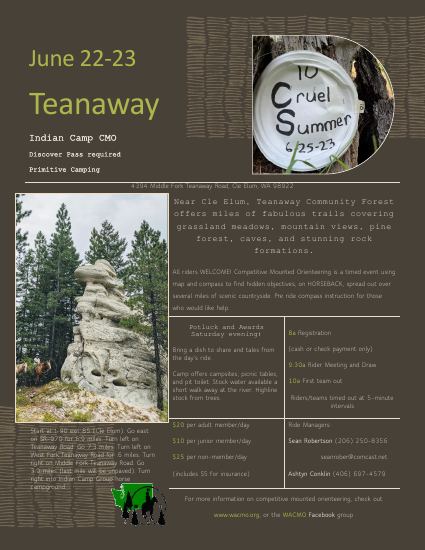 June 22-23
Teanaway
Indian Camp CMO
Discover Pass required
Primitive Camping
10
Cruel
Summer
6/25-23
6
4394 Middle Fork Teanaway Road, Cle Elum, WA 98922
Near Cle Elum, Teanaway Community Forest
offers miles of fabulous trails covering
grassland meadows, mountain views, pine
forest, caves, and stunning rock
formations.
All riders WELCOME! Competitive Mounted Orienteering is a timed event using
map and compass to find hidden objectives, on HORSEBACK, spread out over
several miles of scenic countryside. Pre ride compass instruction for those
who would like help.
Potluck and Awards
Saturday evening!
Bring a dish to share and tales from
the day's ride.
Camp offers campsites, picnic tables,
and pit toilet. Stock water available a
short walk away at the river. Highline
stock from trees.
8a Registration
(cash or check payment only)
9:30a Rider Meeting and Draw
10a First team out
Riders/teams timed out at 5-minute
intervals
Start at I-90 exit 85 (Cle Elum). Go east
on SR-970 for 6.9 miles. Turn left on
Teanaway Road. Go 7.3 miles. Turn left on
West Fork Teanaway Road for .6 miles. Turn
right on Middle Fork Teanaway Road. Go
miles (last mile will be unpaved). Turn
right into Indian Camp Group horse
campground.
$20 per adult member/day
$10 per junior member/day
$25 per non-member/day
(includes $5 for insurance)
Ride Managers
Sean Robertson (206) 250-8356
seamrober@comcast.net
Ashtyn Conklin (406) 697-4579
For more information on competitive mounted orienteering, check out
www.wacmo.org, or the WACMO Facebook group